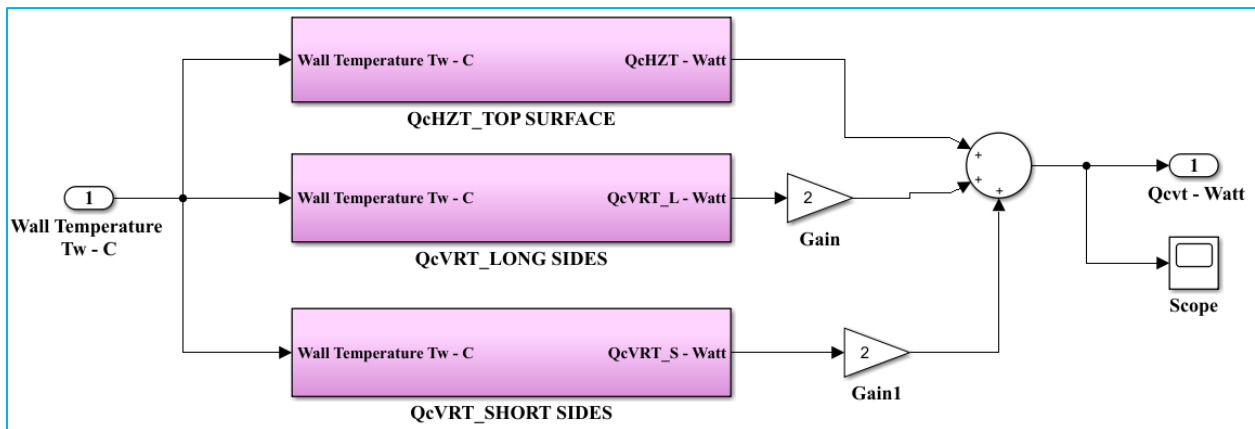 Wall Temperature Tw - C
QcHZT - Watt
QcHZT_TOP SURFACE
1
Wall Temperature
Tw - C
Wall Temperature Tw - C
QcVRT_L - Watt
QcVRT_LONG SIDES
2
Gain
+
+
+
1
Qcvt - Watt
Scope
Wall Temperature Tw - C
QcVRT_S - Watt
QcVRT_SHORT SIDES
2
Gain1